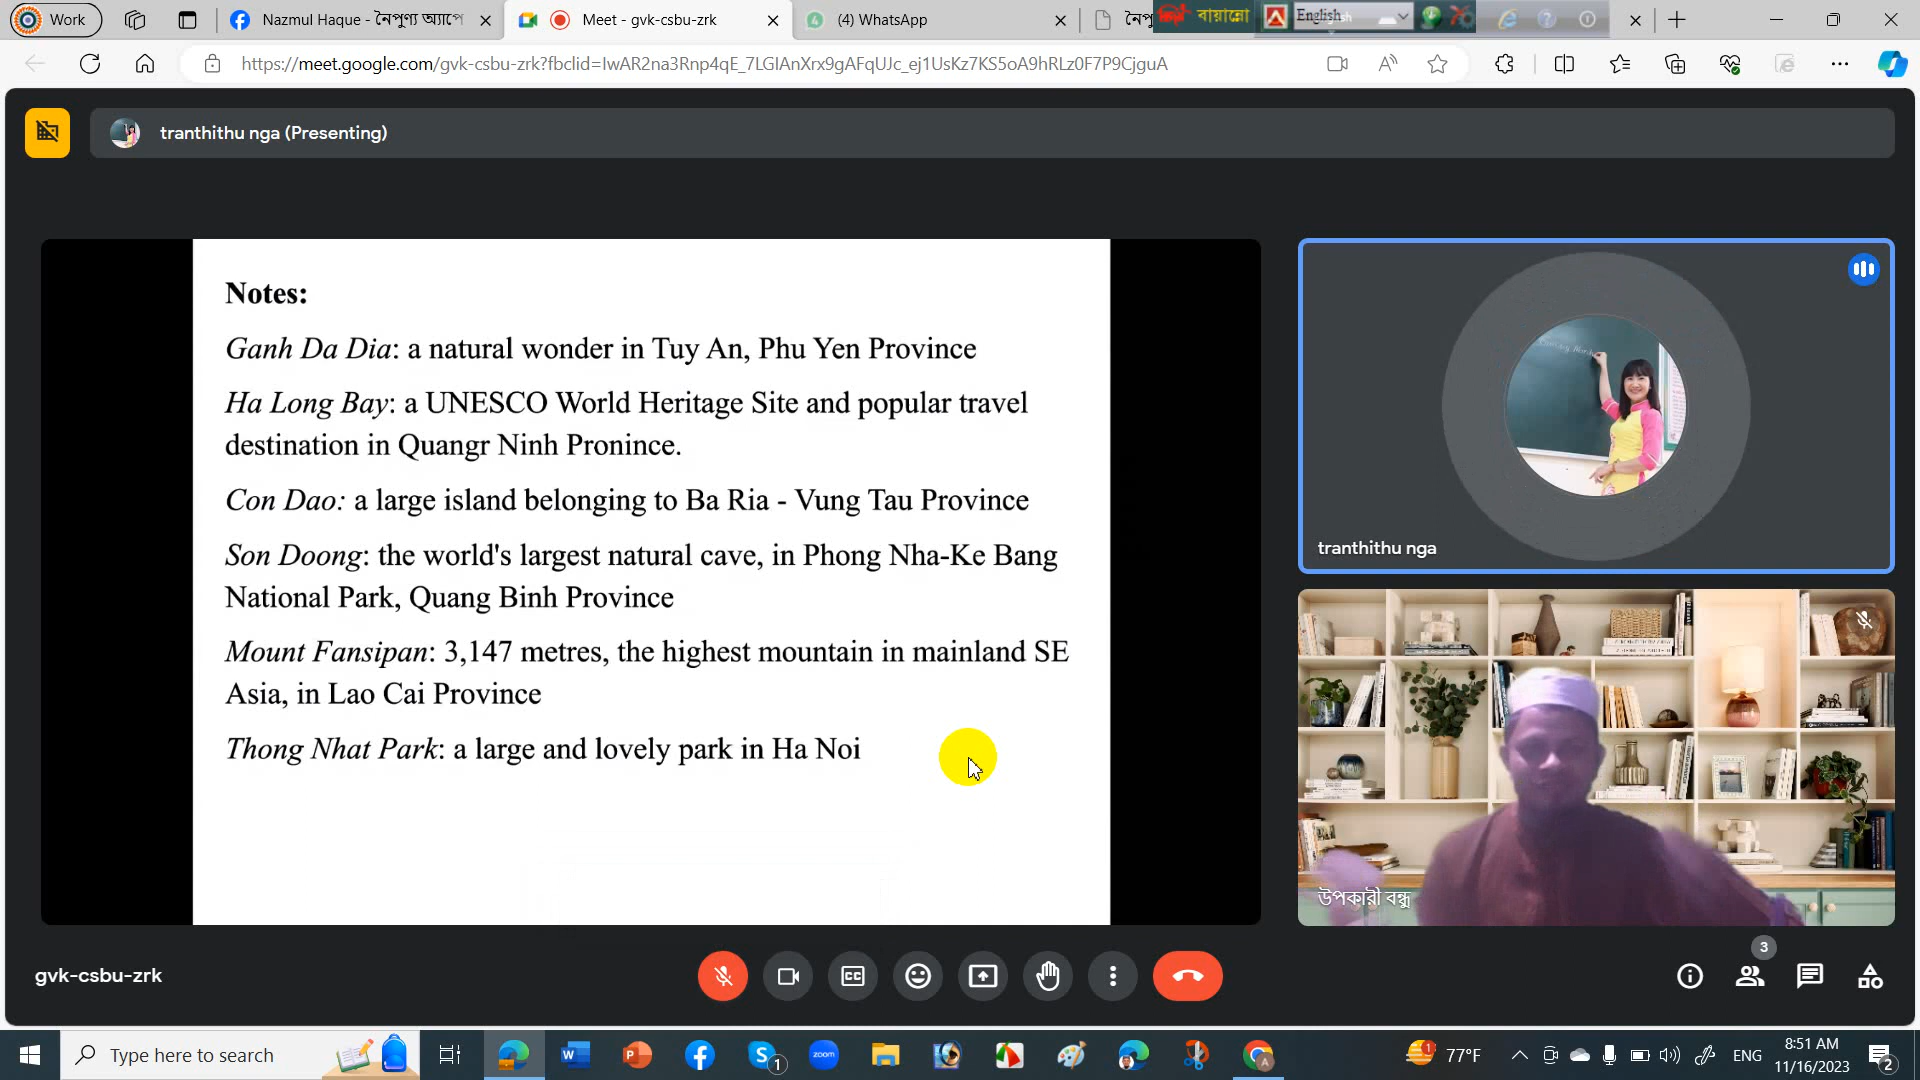 Work
Nazmul Haque - নৈপুণ্য অ্যাপে
Meet - gvk-csbu-zrk
(4) WhatsApp
বায়ান্নো
English
https://meet.google.com/gvk-csbu-zrk?fbclid=IwAR2na3Rnp4qE_7LGIAnXrx9gAFqUJc_ej1UsKz7KS5oA9hRLz0F7P9CjguA
tranthithu nga (Presenting)
Notes:
Ganh Da Dia: a natural wonder in Tuy An, Phu Yen Province
Ha Long Bay: a UNESCO World Heritage Site and popular travel
destination in Quangr Ninh Pronince.
Con Dao: a large island belonging to Ba Ria - Vung Tau Province
Son Doong: the world's largest natural cave, in Phong Nha-Ke Bang
National Park, Quang Binh Province
Mount Fansipan: 3,147 metres, the highest mountain in mainland SE
Asia, in Lao Cai Province
Thong Nhat Park: a large and lovely park in Ha Noi
tranthithu nga
উপকারী বন্ধু
gvk-csbu-zrk
3
Type here to search
zoom
1
77°F
ENG
8:51 AM
11/16/2023
2